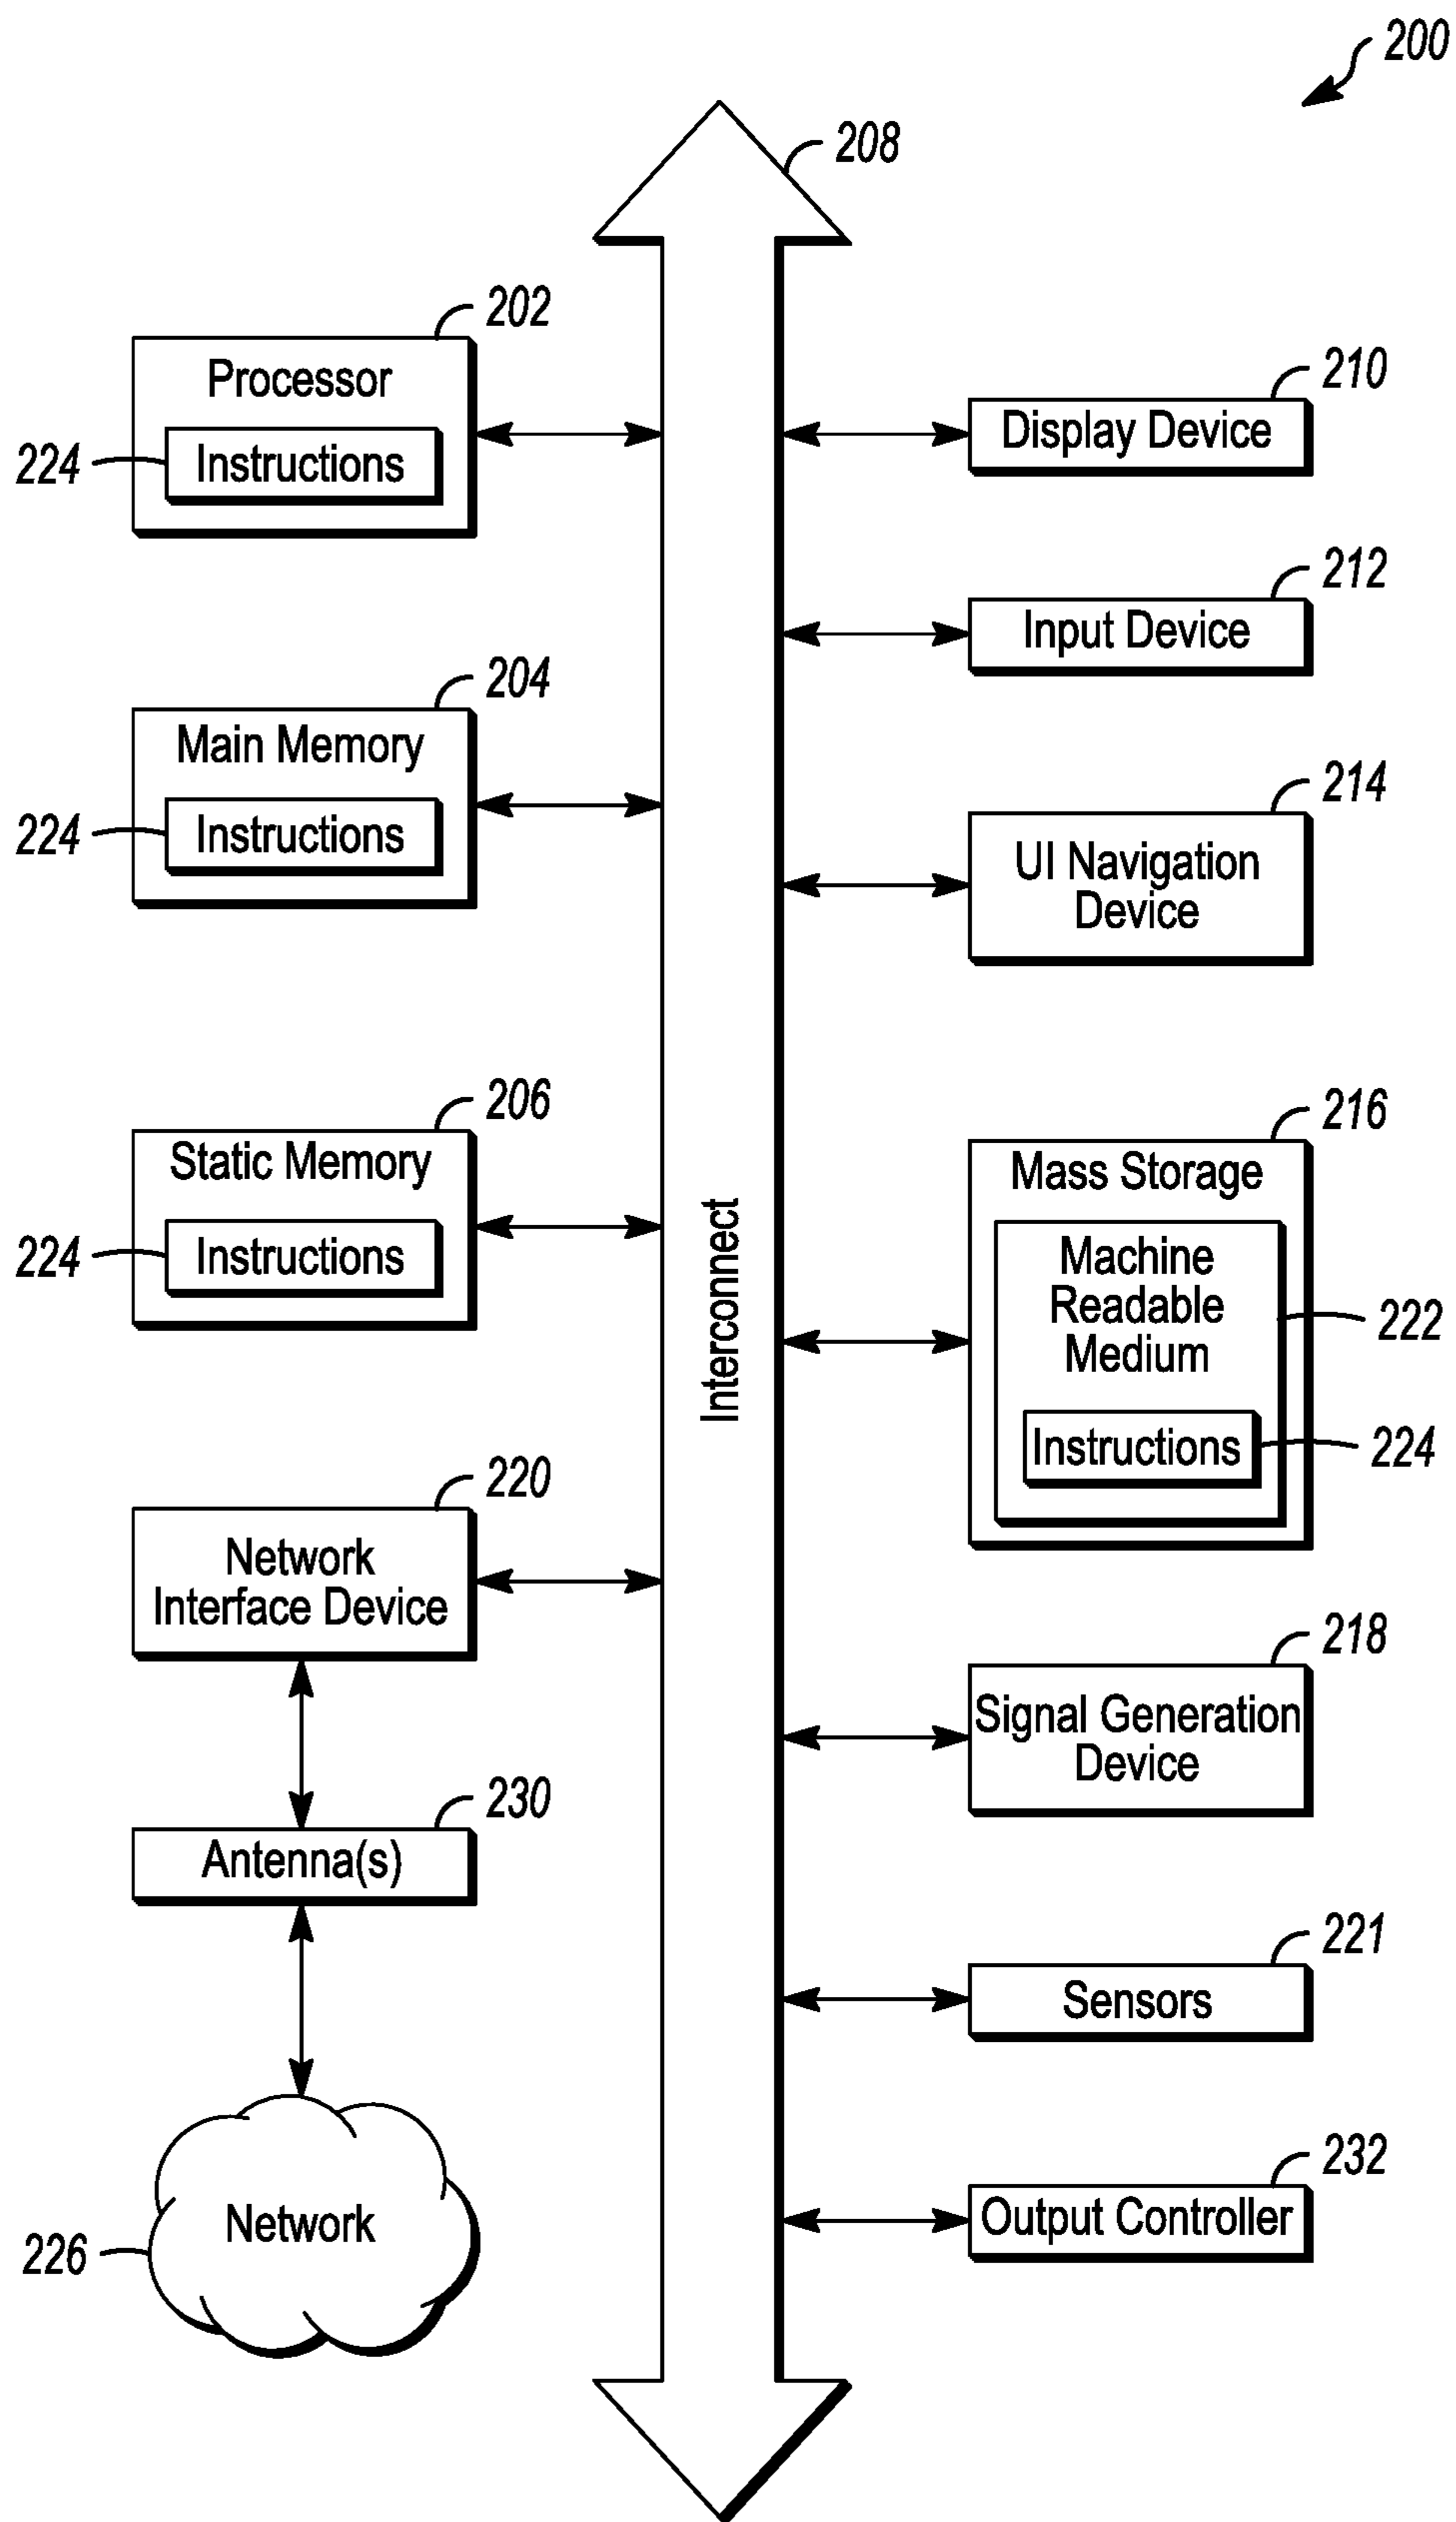 200
208
202
Processor
224
Instructions
204
Main Memory
224
Instructions
206
Static Memory
224
Instructions
220
Network
Interface Device
230
Antenna(s)
Network
226
Interconnect
210
Display Device
212
Input Device
214
UI Navigation
Device
216
Mass Storage
Machine
Readable
Medium
222
Instructions
224
218
Signal Generation
Device
221
Sensors
232
Output Controller